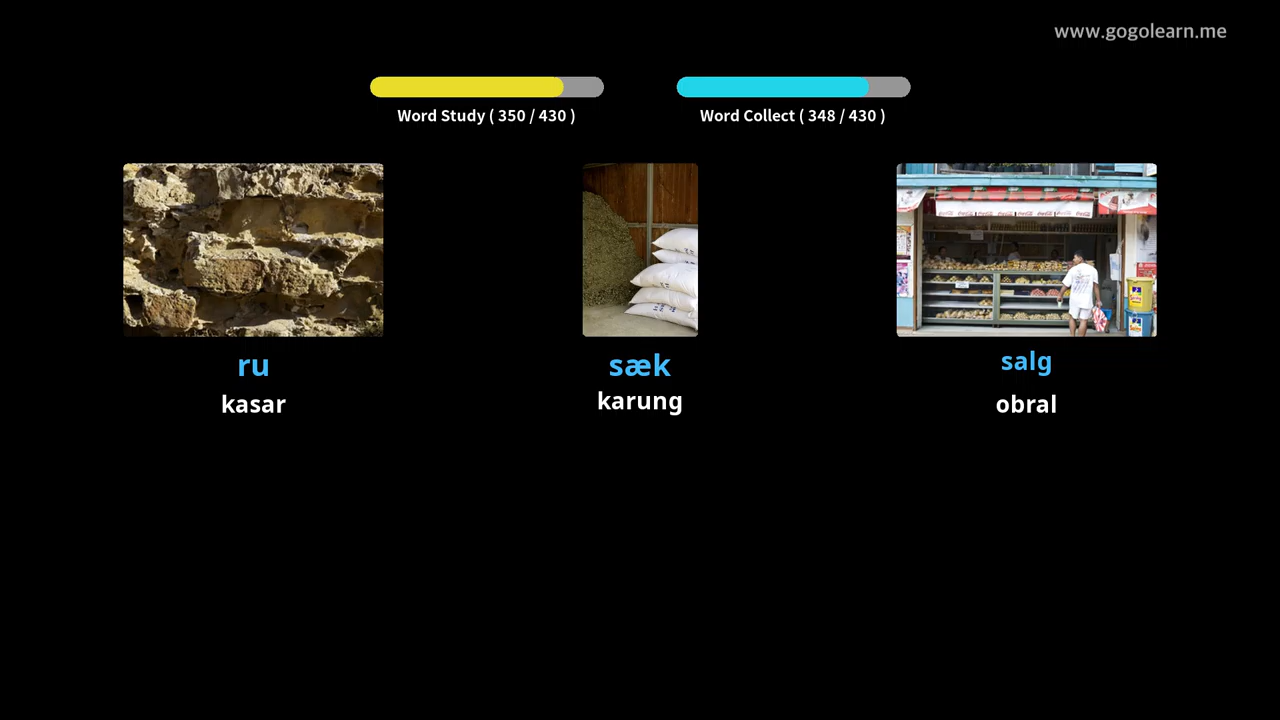 www.gogolearn.me
Word Study ( 350 / 430 )
Word Collect ( 348 / 430 )
ru
sæk
salg
kasar
karung
obral